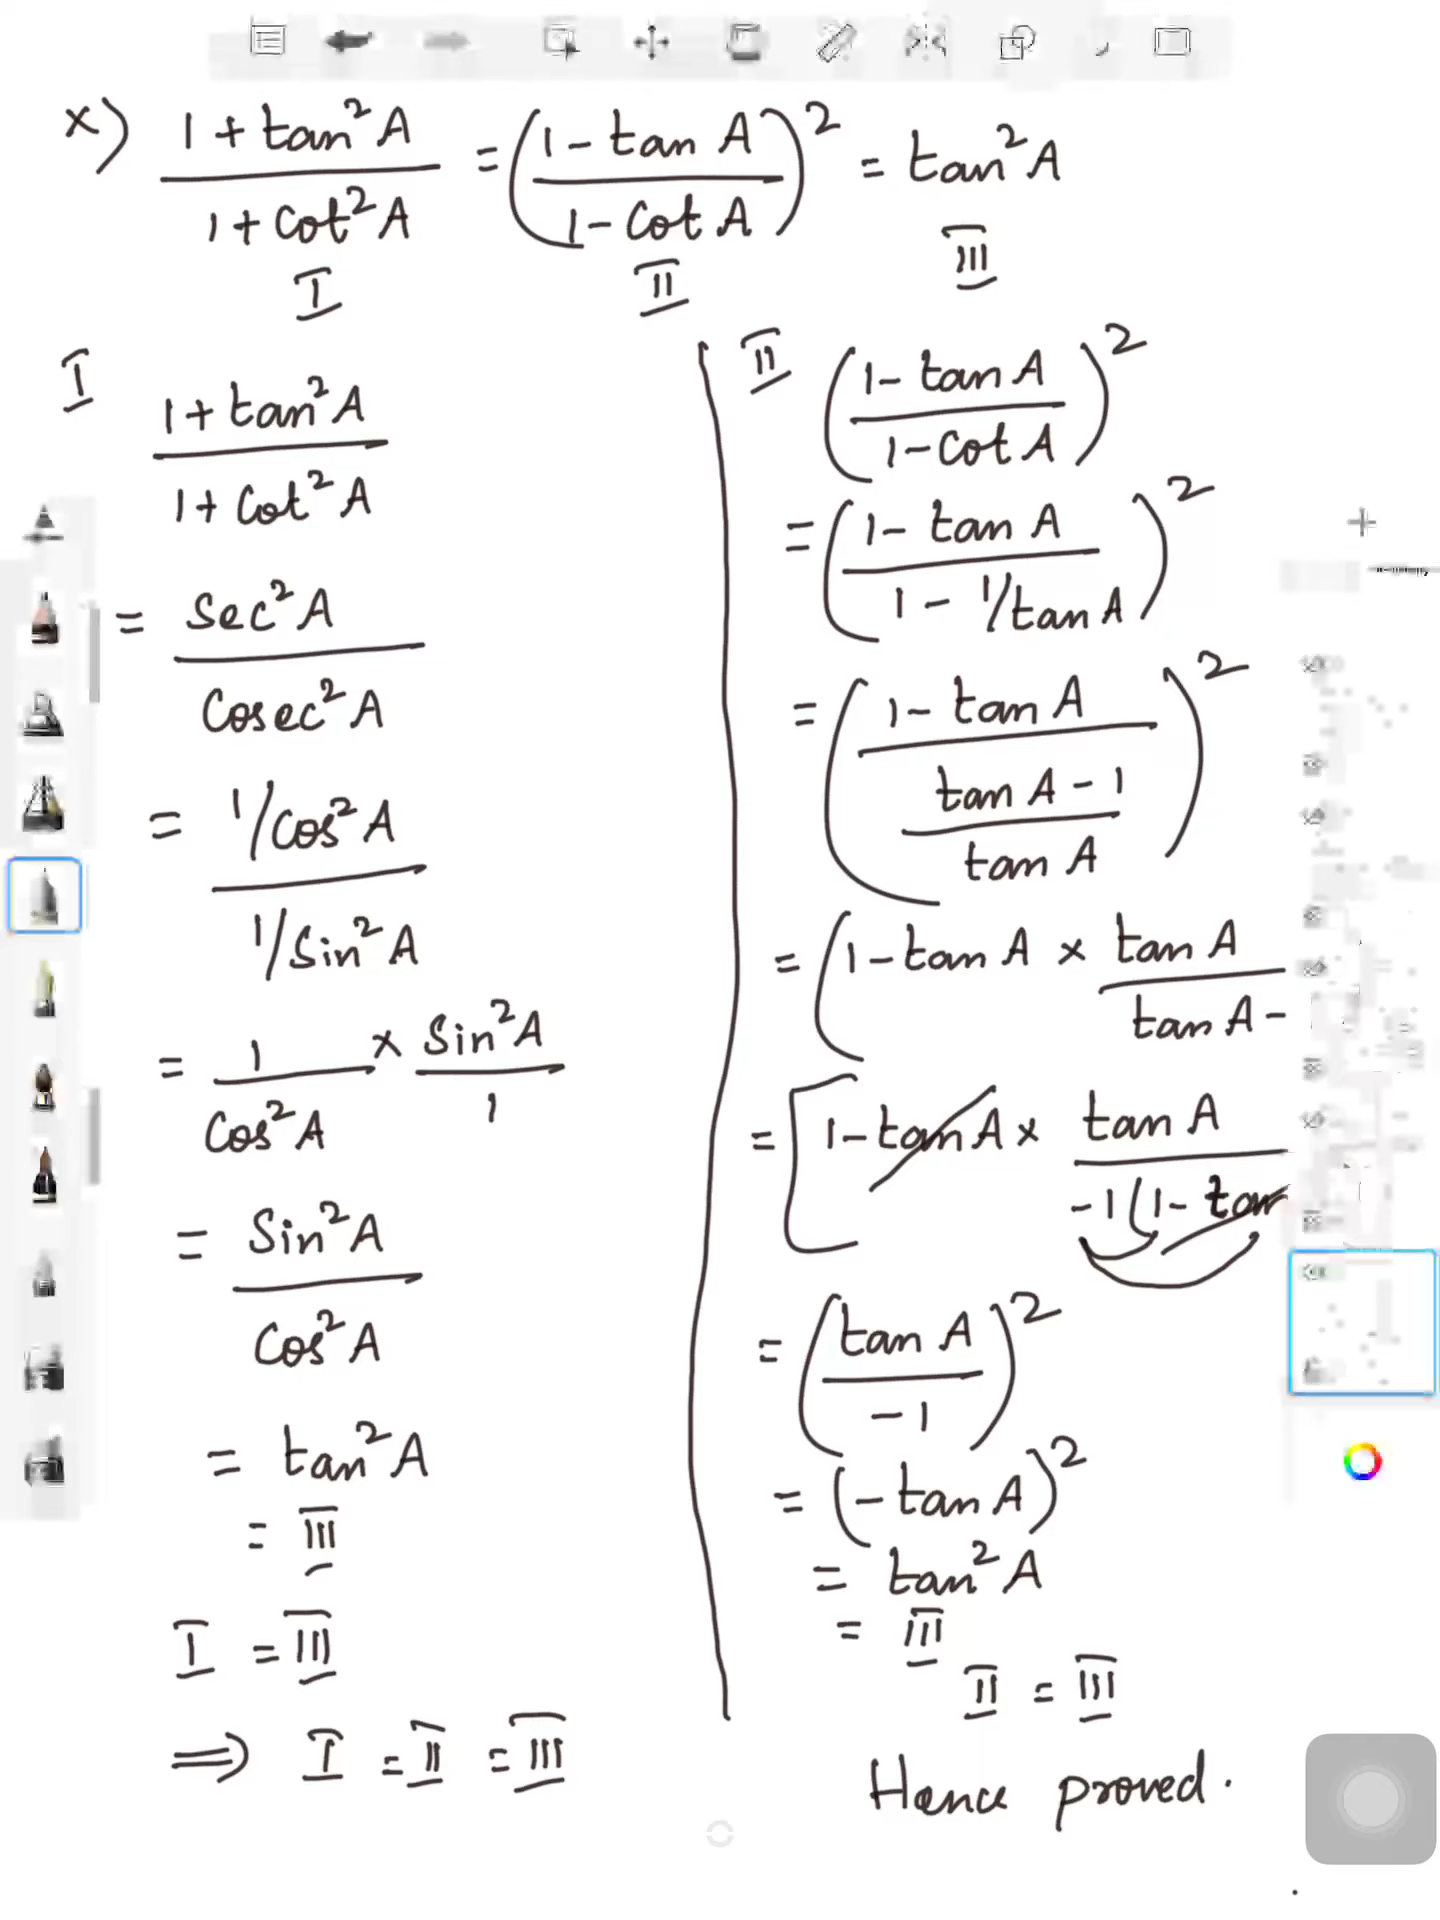 x) (1 + tan²A)/(1 + cot²A) = ((1 - tan A)/(1 - cot A))² = tan²A
I II III
I
(1 + tan²A)/(1 + cot²A)
= sec²A/cosec²A
= (1/cos²A)/(1/sin²A)
= 1/cos²A × sin²A/1
= sin²A/cos²A
= tan²A
= III
I = III
⟹ I = II = III
II ((1 - tan A)/(1 - cot A))²
= ((1 - tan A)/(1 - 1/tan A))²
= ((1 - tan A)/((tan A - 1)/tan A))²
= (1 - tan A × tan A/(tan A -
= [1 - tan A × tan A/(-1(1 - tan
= (tan A/-1)²
= (- tan A)²
= tan²A
= III
II = III
Hence proved.